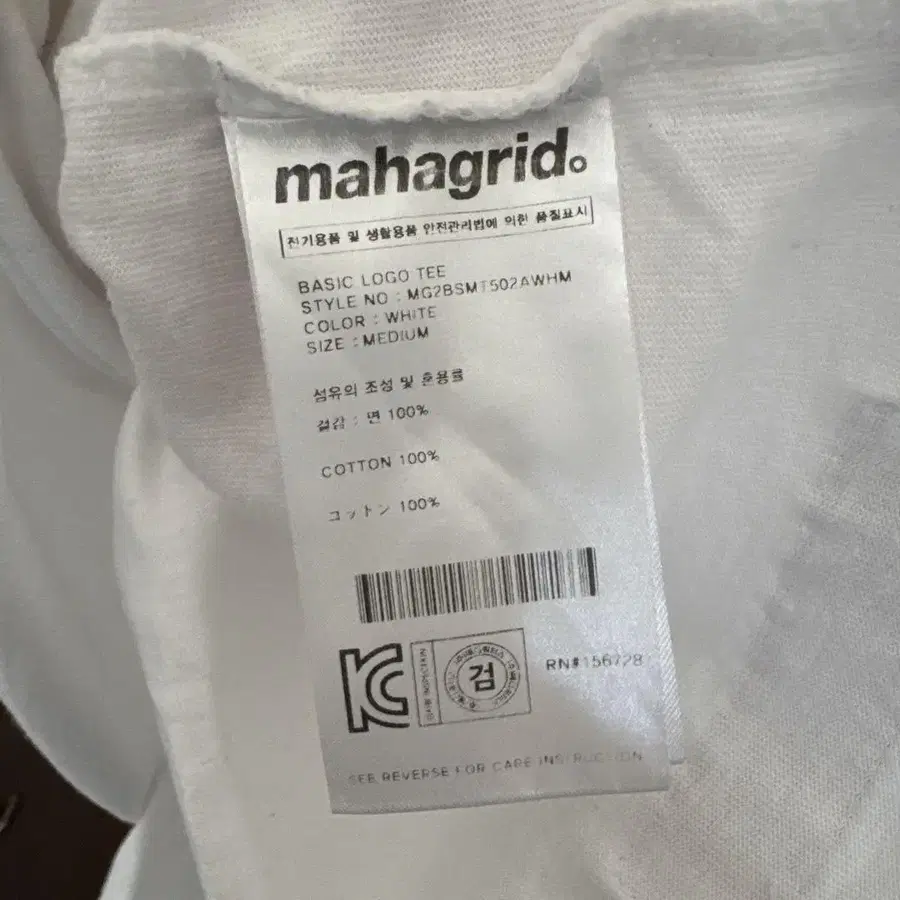 mahagrid.
전기용품 및 생활용품 안전관리법에 의한 품질표시
BASIC LOGO TEE
STYLE NO : MG2BSMT502AWHM
COLOR : WHITE
SIZE : MEDIUM
섬유의 조성 및 혼용률
겉감 : 면 100%
COTTON 100%
コットン 100%
KC
검
RN#156728
SEE REVERSE FOR CARE INSTRUCTION